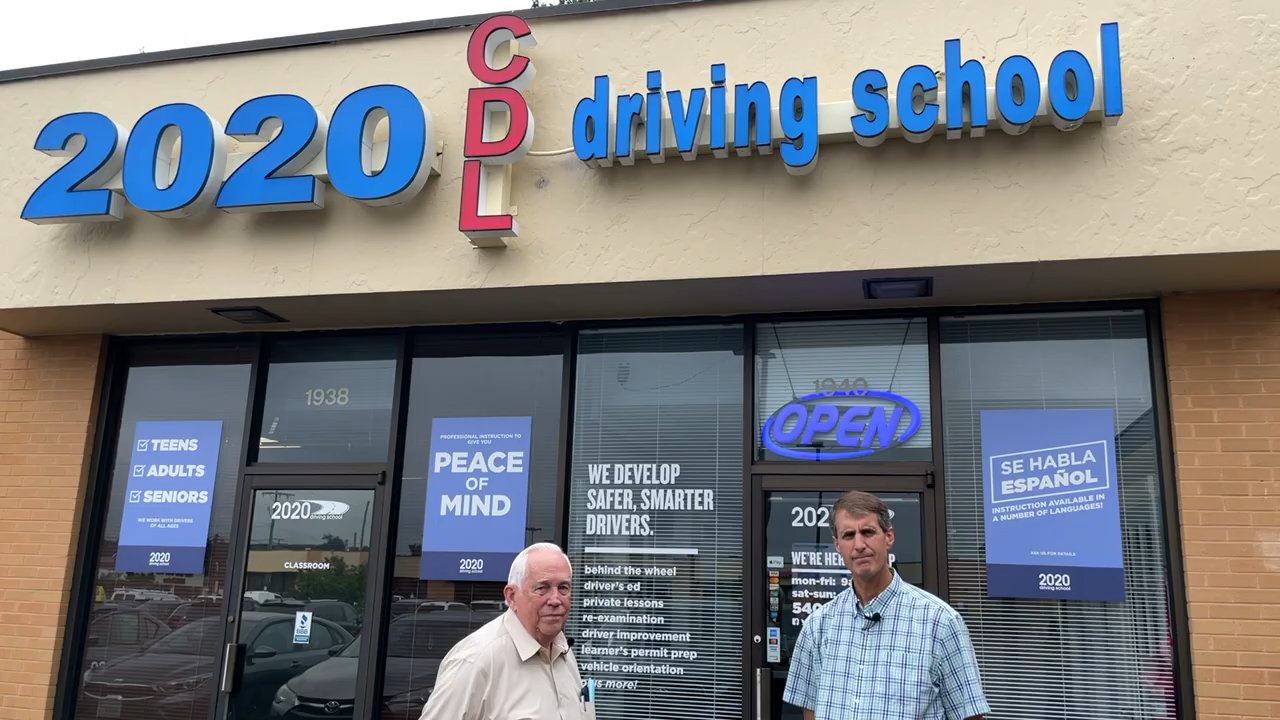 2020 CDL driving school
1938
1940
OPEN
TEENS
ADULTS
SENIORS
WE WORK WITH DRIVERS
OF ALL AGES
2020
driving school
2020 driving school
CLASSROOM
BBB
PROFESSIONAL INSTRUCTION TO
GIVE YOU
PEACE
OF
MIND
2020
driving school
WE DEVELOP
SAFER, SMARTER
DRIVERS.
behind the wheel
driver's ed
private lessons
re-examination
driver improvement
learner's permit prep
vehicle orientation
plus more!
202
WE'RE HE
mon-fri: 9
sat-sun:
540
SE HABLA
ESPAÑOL
INSTRUCTION AVAILABLE IN
A NUMBER OF LANGUAGES!
ASK US FOR DETAILS
2020
driving school